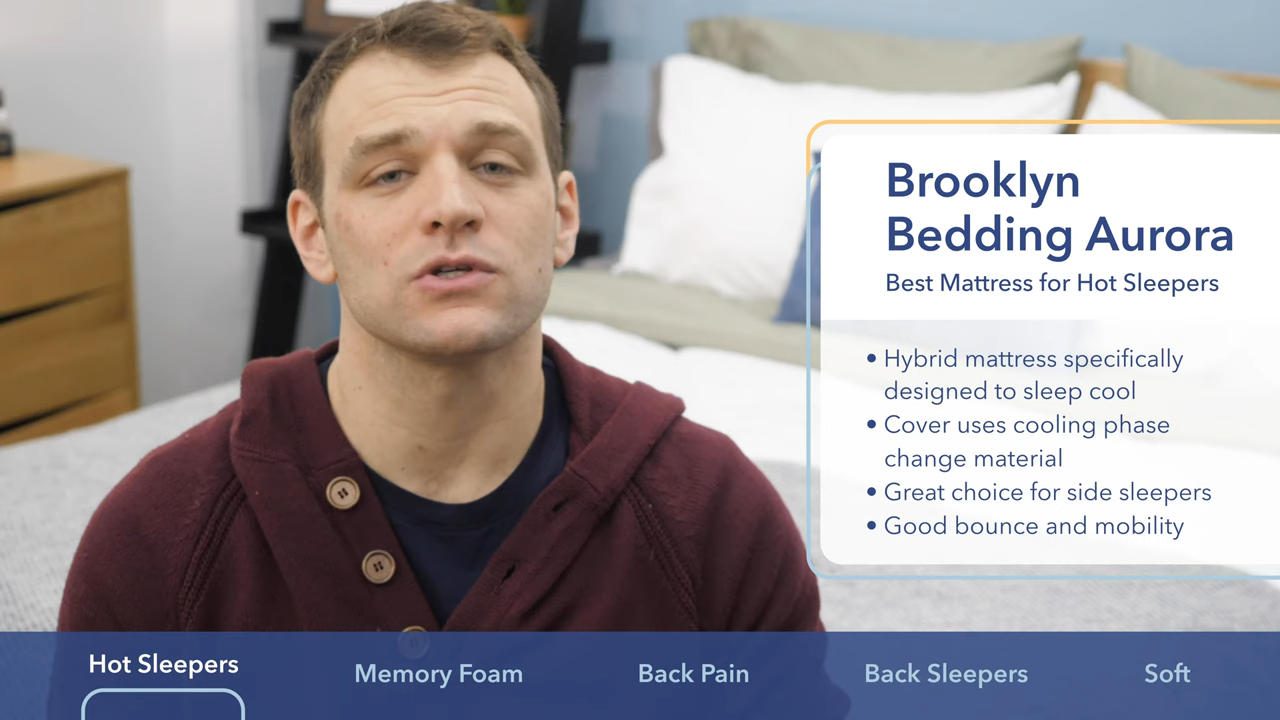 Brooklyn
Bedding Aurora
Best Mattress for Hot Sleepers
• Hybrid mattress specifically
designed to sleep cool
• Cover uses cooling phase
change material
• Great choice for side sleepers
• Good bounce and mobility
Hot Sleepers
Memory Foam
Back Pain
Back Sleepers
Soft